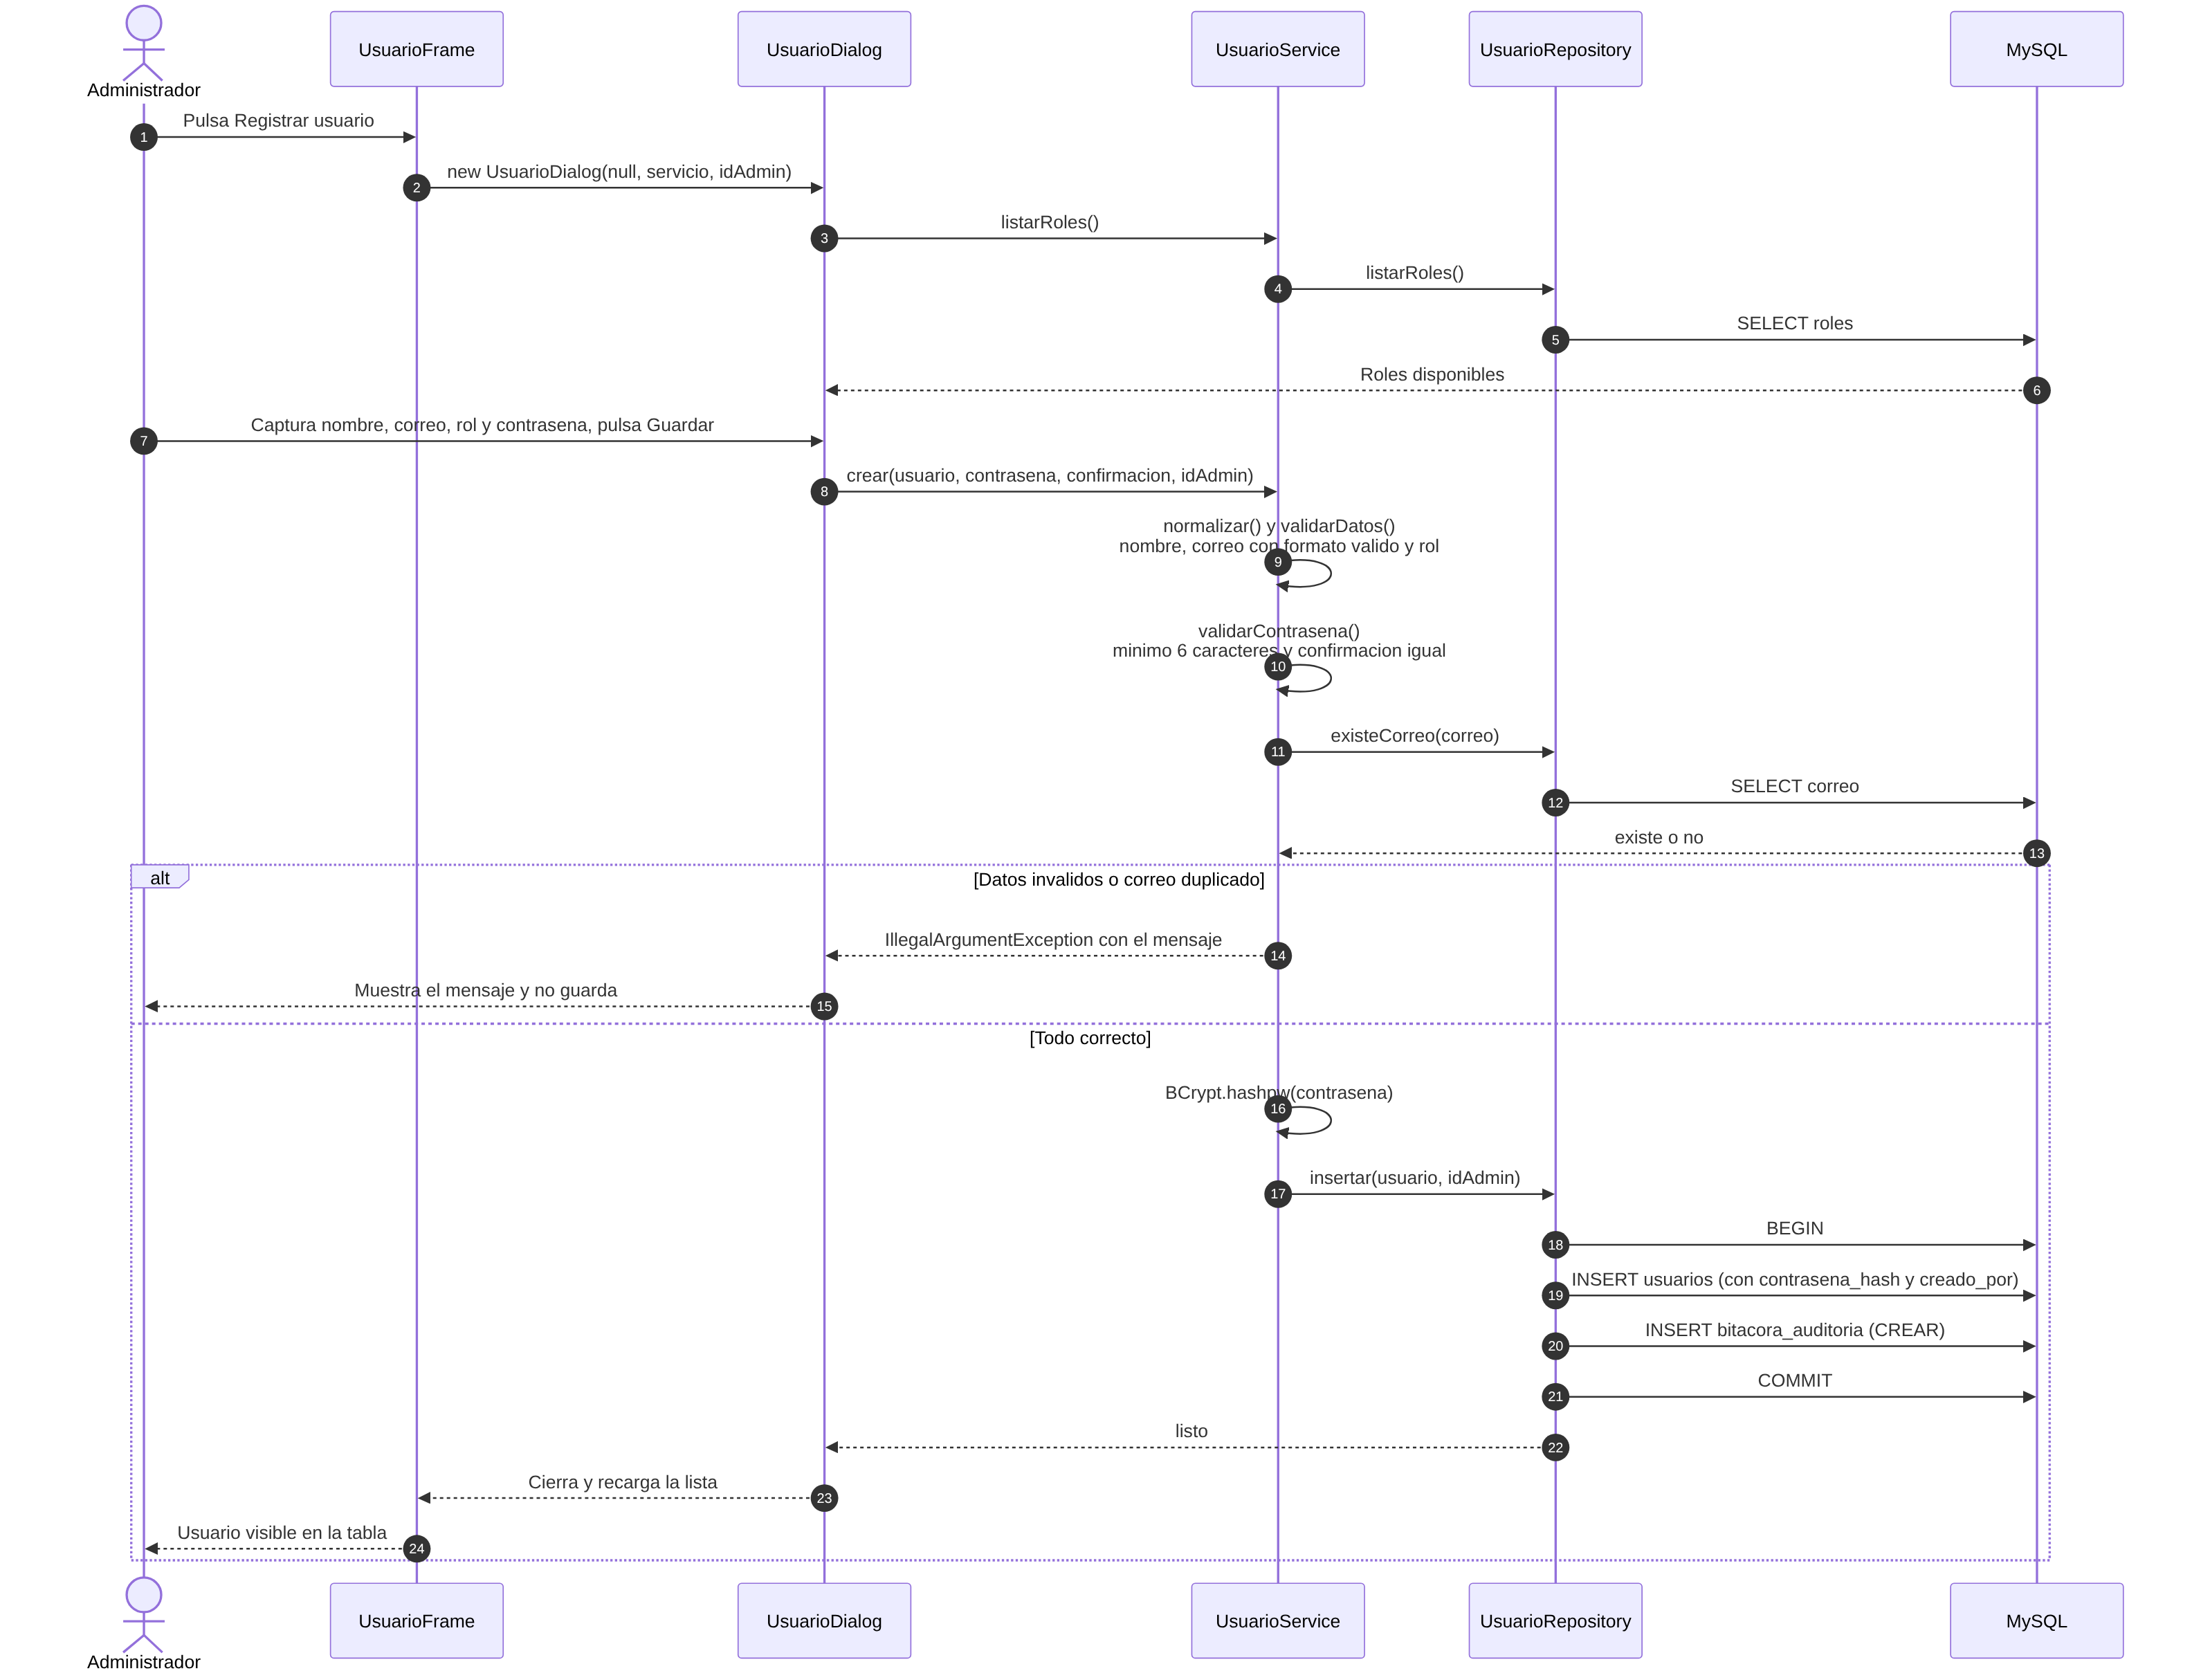 Administrador
UsuarioFrame
UsuarioDialog
UsuarioService
UsuarioRepository
MySQL
1
Pulsa Registrar usuario
2
new UsuarioDialog(null, servicio, idAdmin)
3
listarRoles()
4
listarRoles()
5
SELECT roles
Roles disponibles
6
7
Captura nombre, correo, rol y contrasena, pulsa Guardar
8
crear(usuario, contrasena, confirmacion, idAdmin)
normalizar() y validarDatos()
nombre, correo con formato valido y rol
9
validarContrasena()
minimo 6 caracteres y confirmacion igual
10
11
existeCorreo(correo)
12
SELECT correo
existe o no
13
alt
[Datos invalidos o correo duplicado]
IllegalArgumentException con el mensaje
14
Muestra el mensaje y no guarda
15
[Todo correcto]
BCrypt.hashpw(contrasena)
16
17
insertar(usuario, idAdmin)
18
BEGIN
19
INSERT usuarios (con contrasena_hash y creado_por)
20
INSERT bitacora_auditoria (CREAR)
21
COMMIT
listo
22
Cierra y recarga la lista
23
Usuario visible en la tabla
24
Administrador
UsuarioFrame
UsuarioDialog
UsuarioService
UsuarioRepository
MySQL